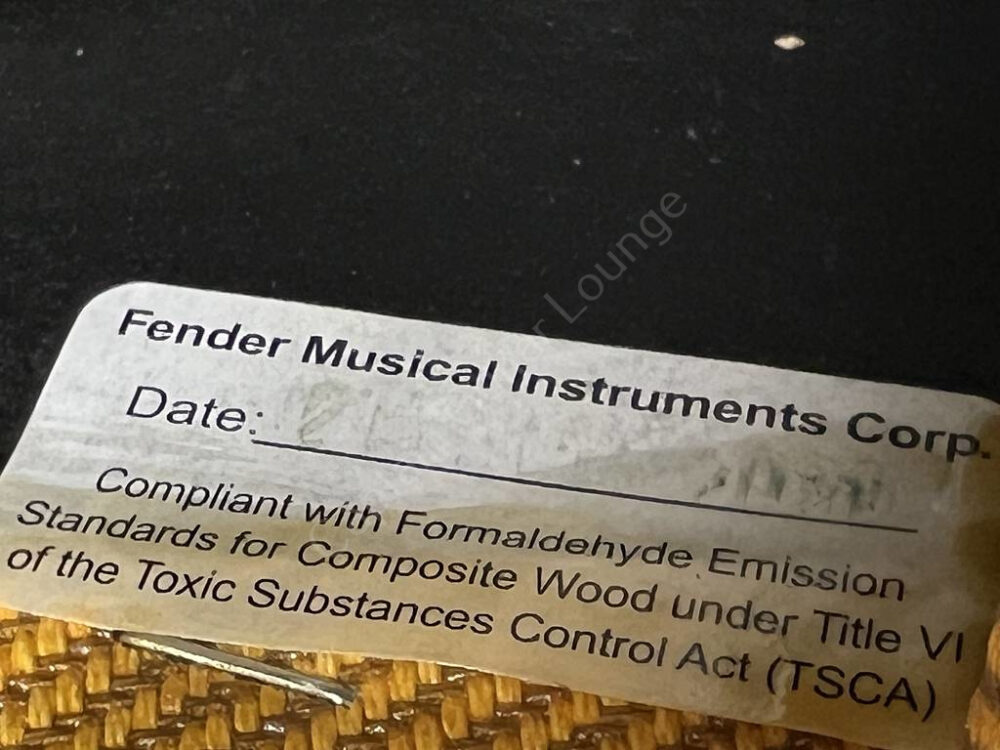 Lounge
Fender Musical Instruments Corp.
Date:
Compliant with Formaldehyde Emission
Standards for Composite Wood under Title VI
of the Toxic Substances Control Act (TSCA)